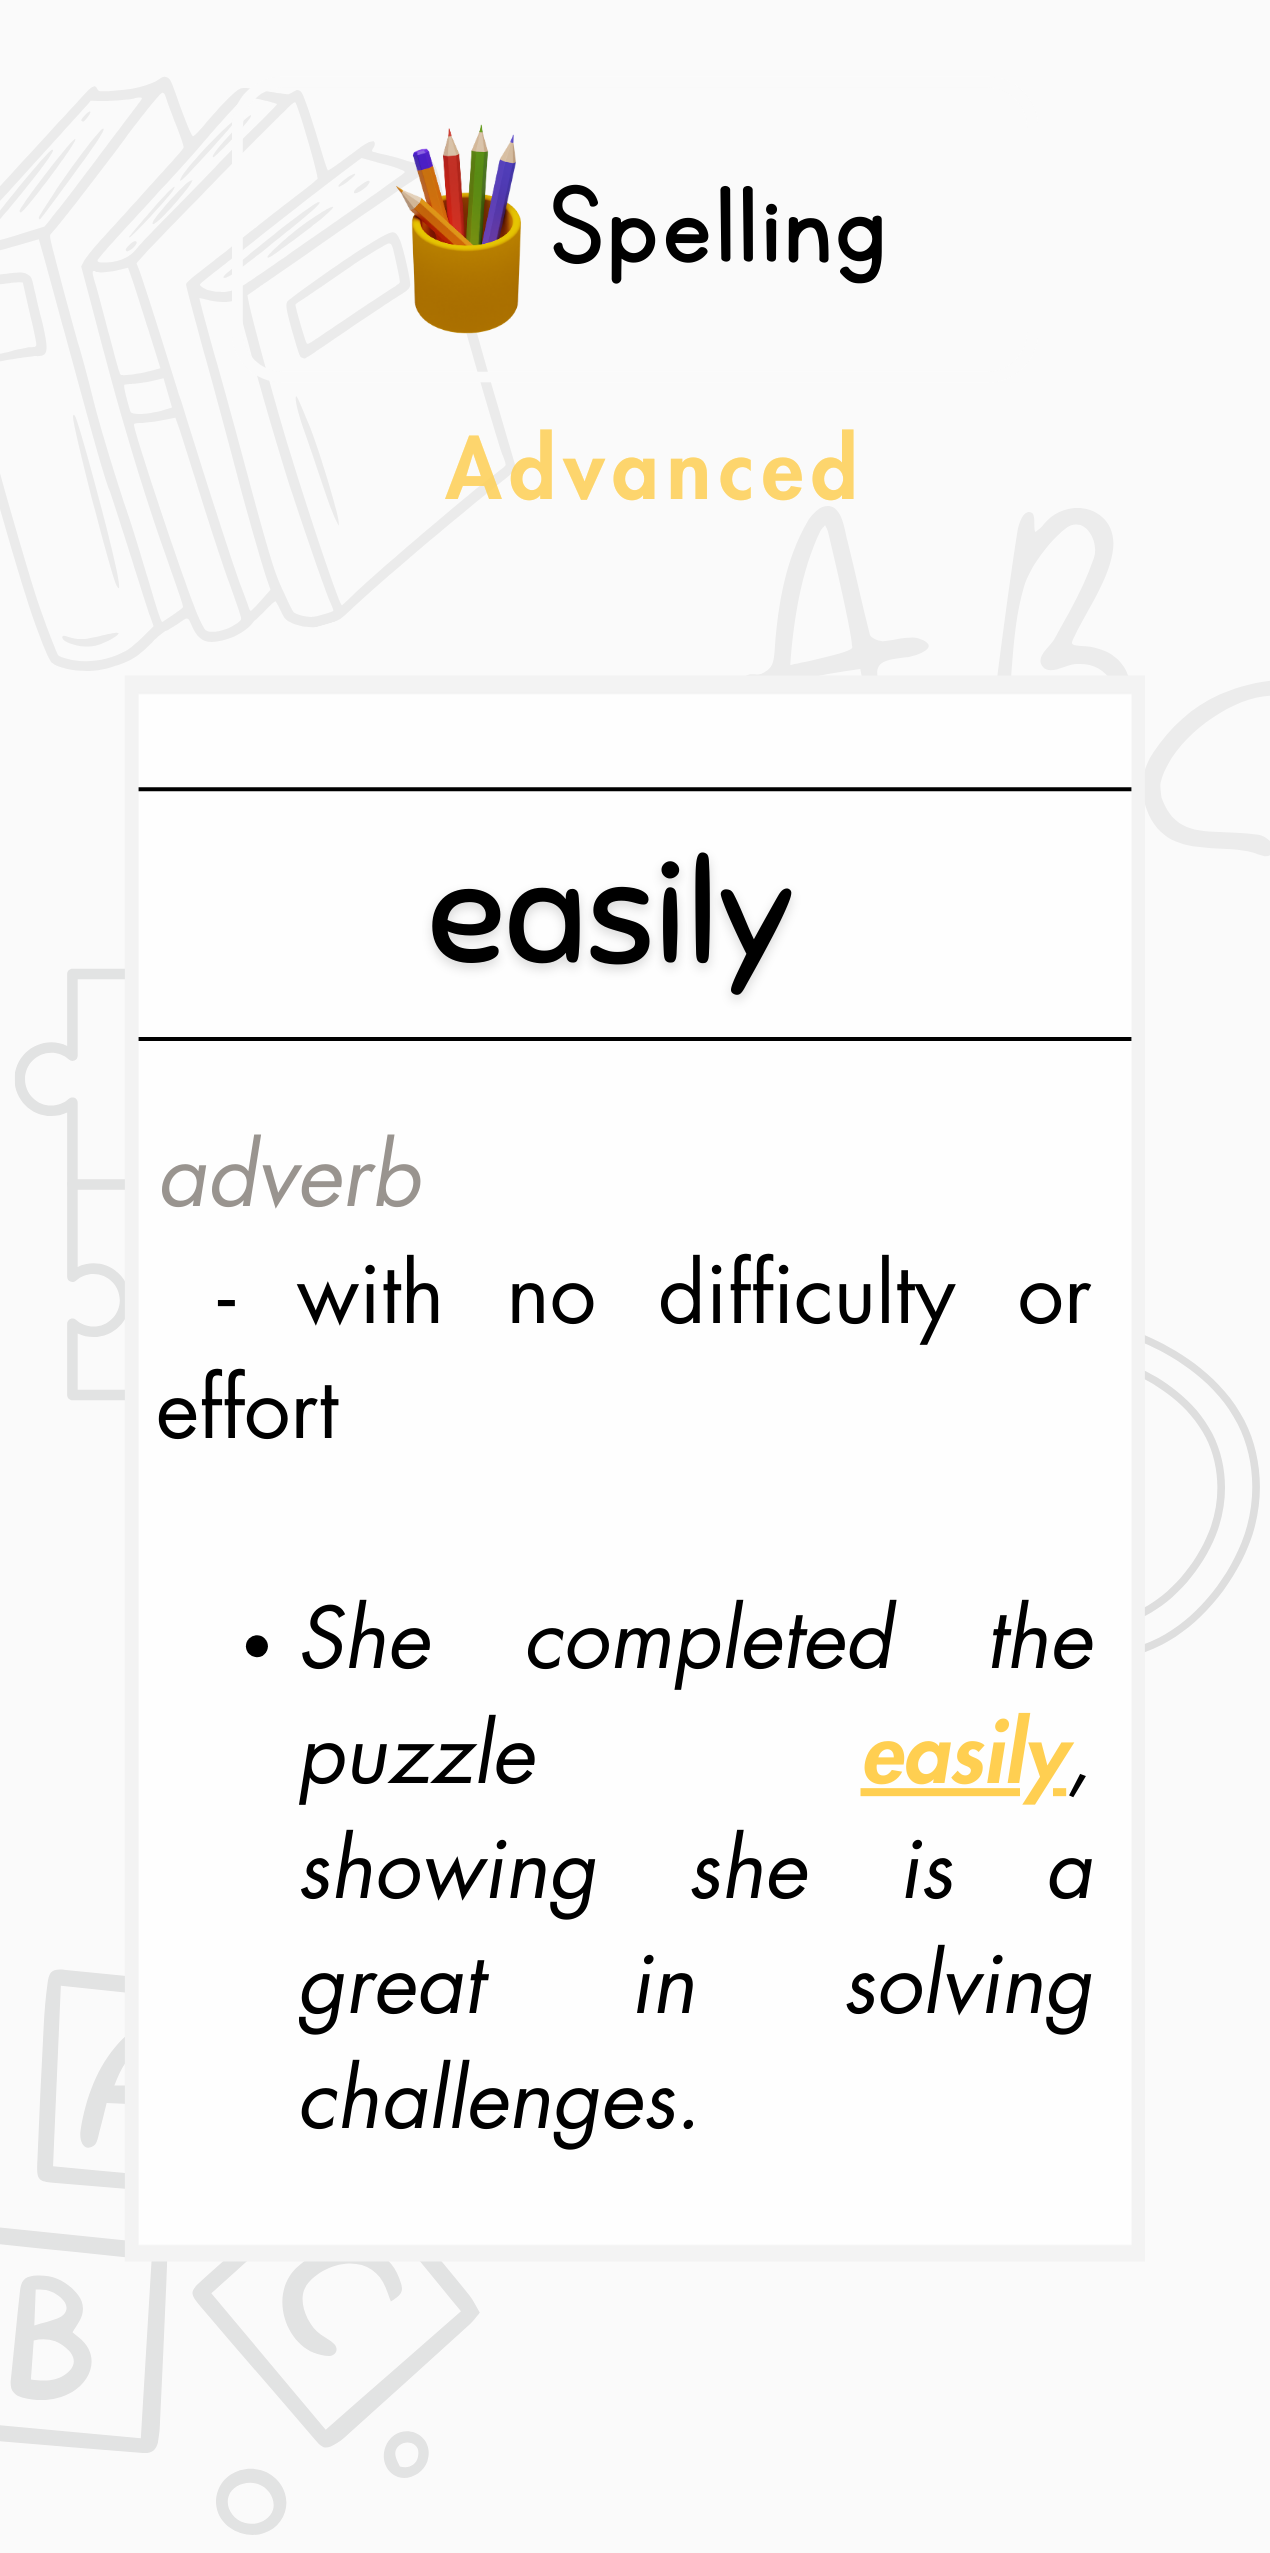 Spelling
Advanced
A B
easily
adverb
- with no difficulty or
effort
• She completed the
puzzle easily,
showing she is a
great in solving
challenges.
A
B
C